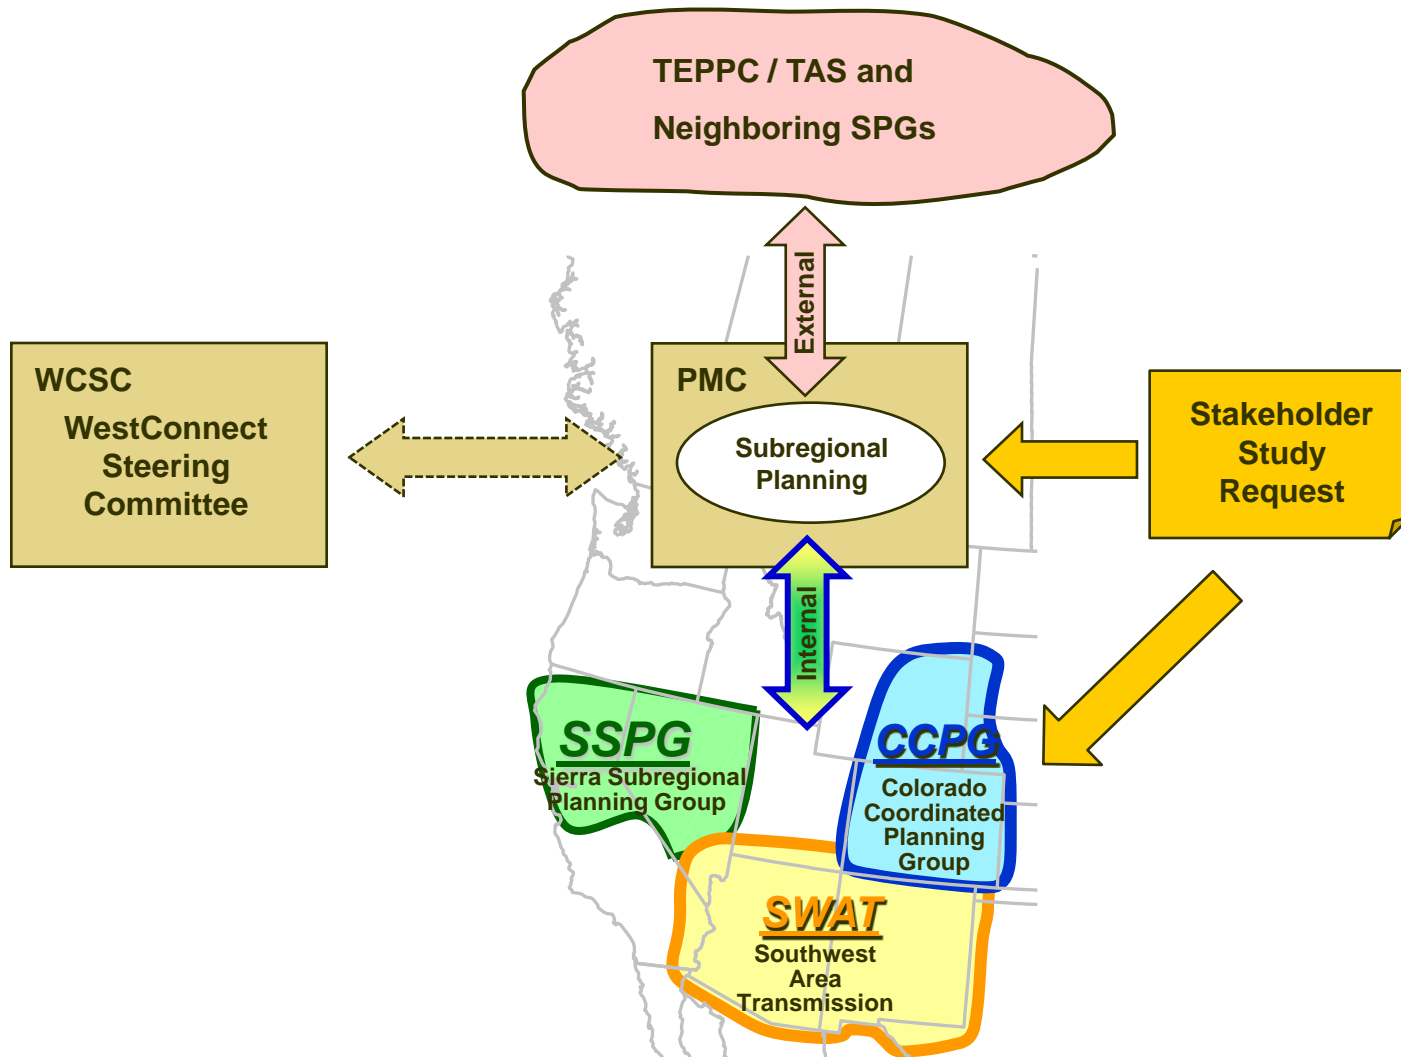 TEPPC / TAS and
Neighboring SPGs
External
WCSC
WestConnect
Steering
Committee
PMC
Subregional
Planning
Stakeholder
Study
Request
Internal
SSPG
Sierra Subregional
Planning Group
CCPG
Colorado
Coordinated
Planning
Group
SWAT
Southwest
Area
Transmission